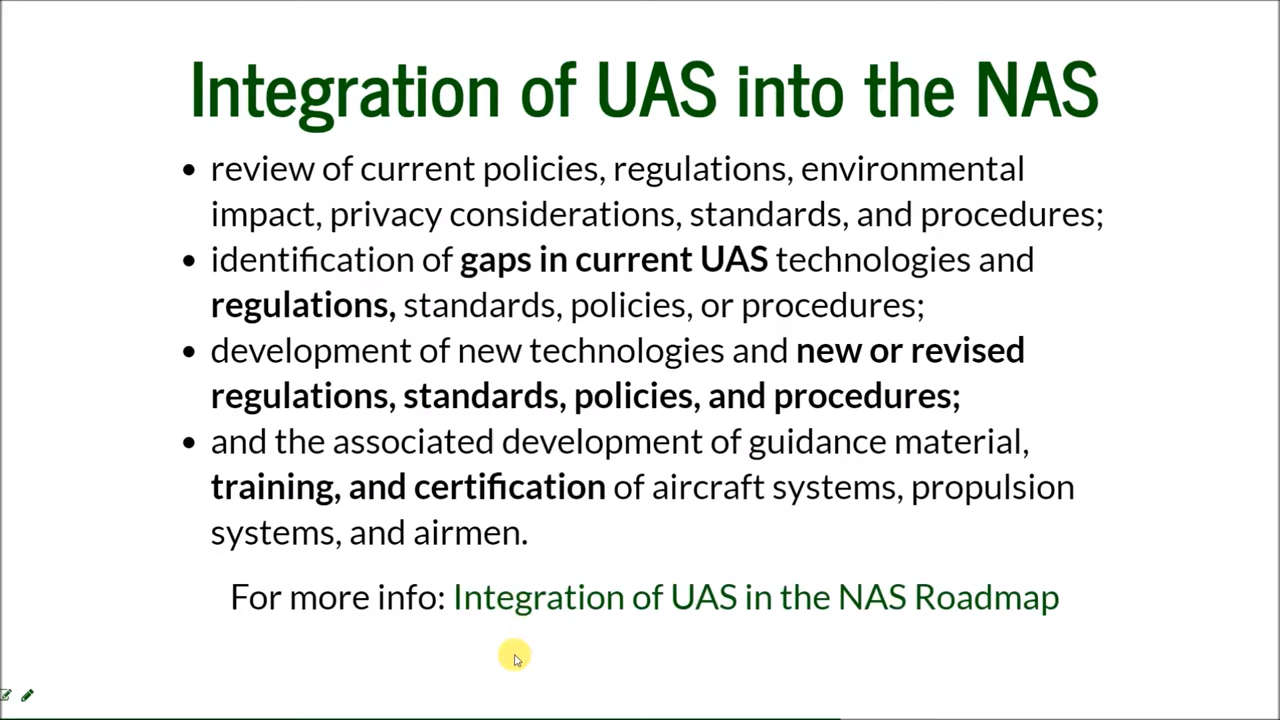 Integration of UAS into the NAS
• review of current policies, regulations, environmental
impact, privacy considerations, standards, and procedures;
• identification of gaps in current UAS technologies and
regulations, standards, policies, or procedures;
• development of new technologies and new or revised
regulations, standards, policies, and procedures;
• and the associated development of guidance material,
training, and certification of aircraft systems, propulsion
systems, and airmen.
For more info: Integration of UAS in the NAS Roadmap